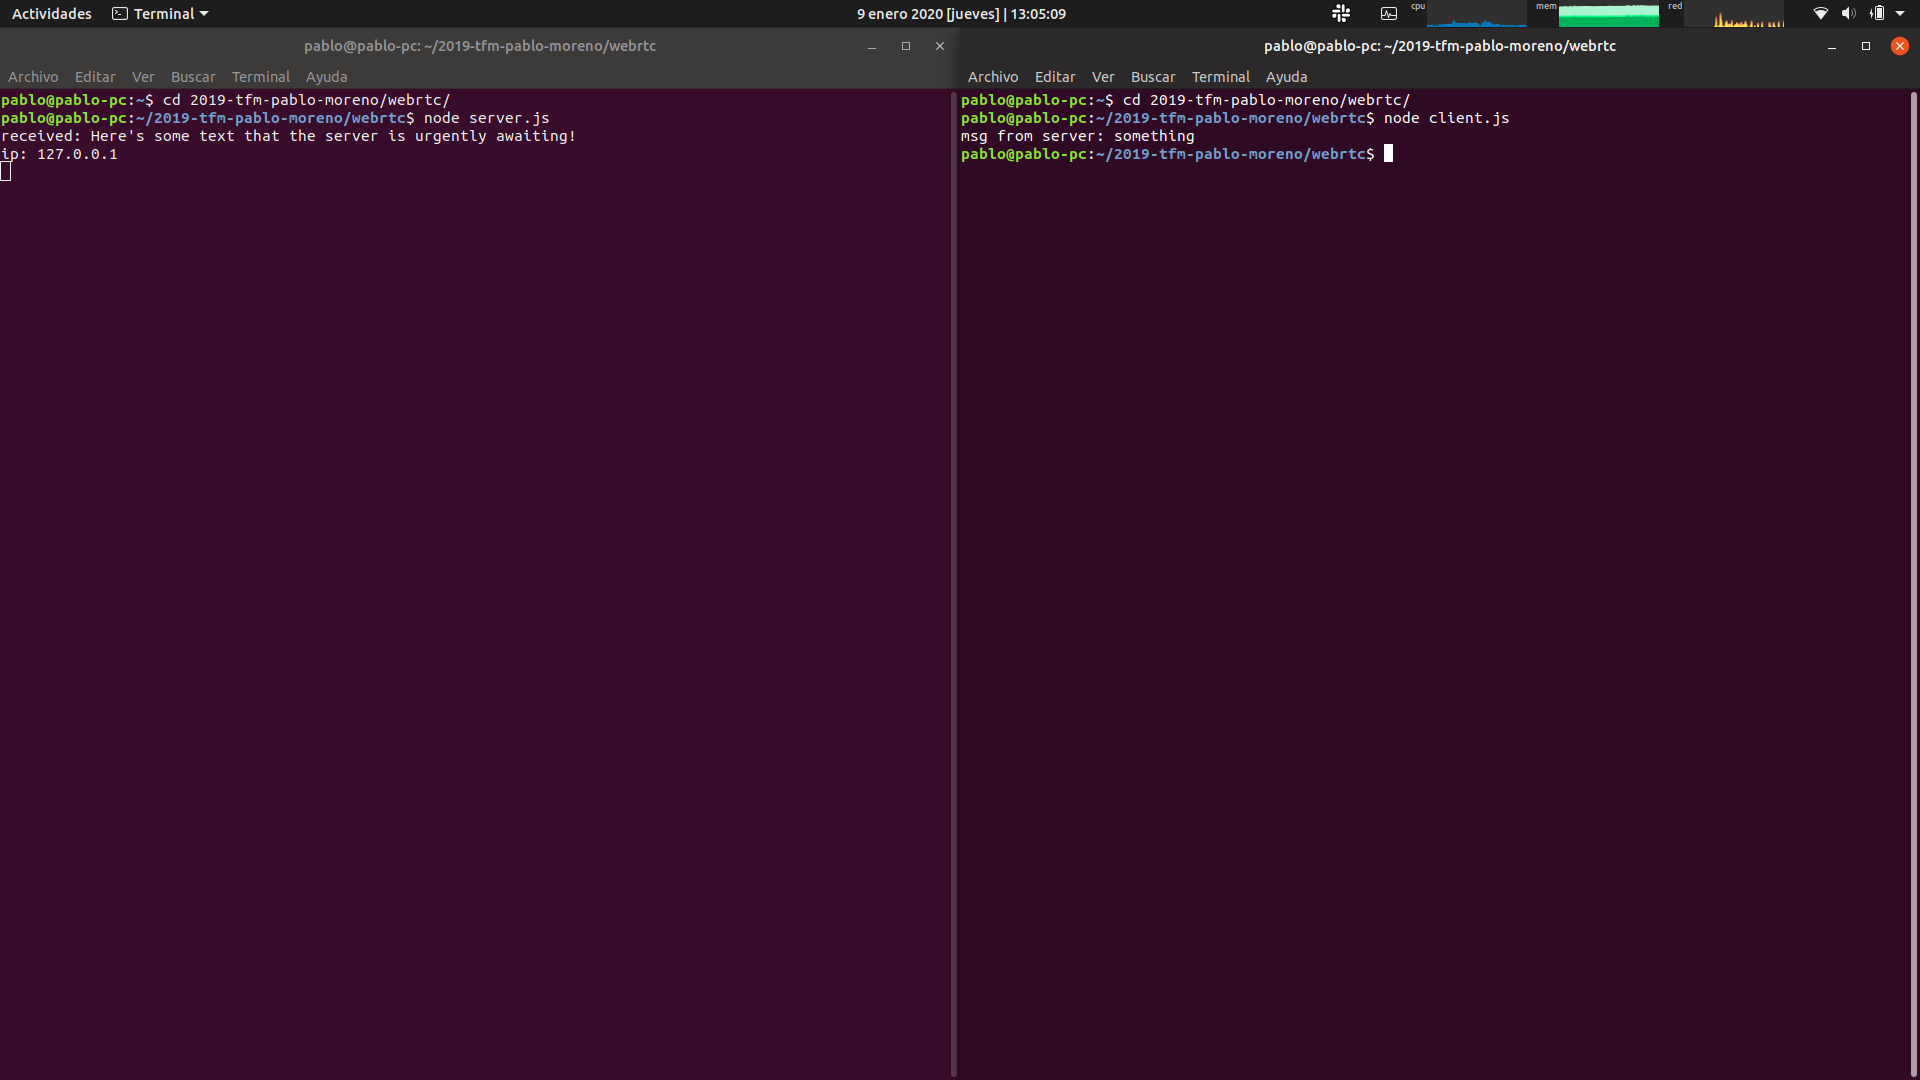 Actividades Terminal 9 enero 2020 [jueves] | 13:05:09 cpu mem red
pablo@pablo-pc: ~/2019-tfm-pablo-moreno/webrtc
Archivo Editar Ver Buscar Terminal Ayuda
pablo@pablo-pc:~$ cd 2019-tfm-pablo-moreno/webrtc/
pablo@pablo-pc:~/2019-tfm-pablo-moreno/webrtc$ node server.js
received: Here's some text that the server is urgently awaiting!
ip: 127.0.0.1
pablo@pablo-pc: ~/2019-tfm-pablo-moreno/webrtc
Archivo Editar Ver Buscar Terminal Ayuda
pablo@pablo-pc:~$ cd 2019-tfm-pablo-moreno/webrtc/
pablo@pablo-pc:~/2019-tfm-pablo-moreno/webrtc$ node client.js
msg from server: something
pablo@pablo-pc:~/2019-tfm-pablo-moreno/webrtc$